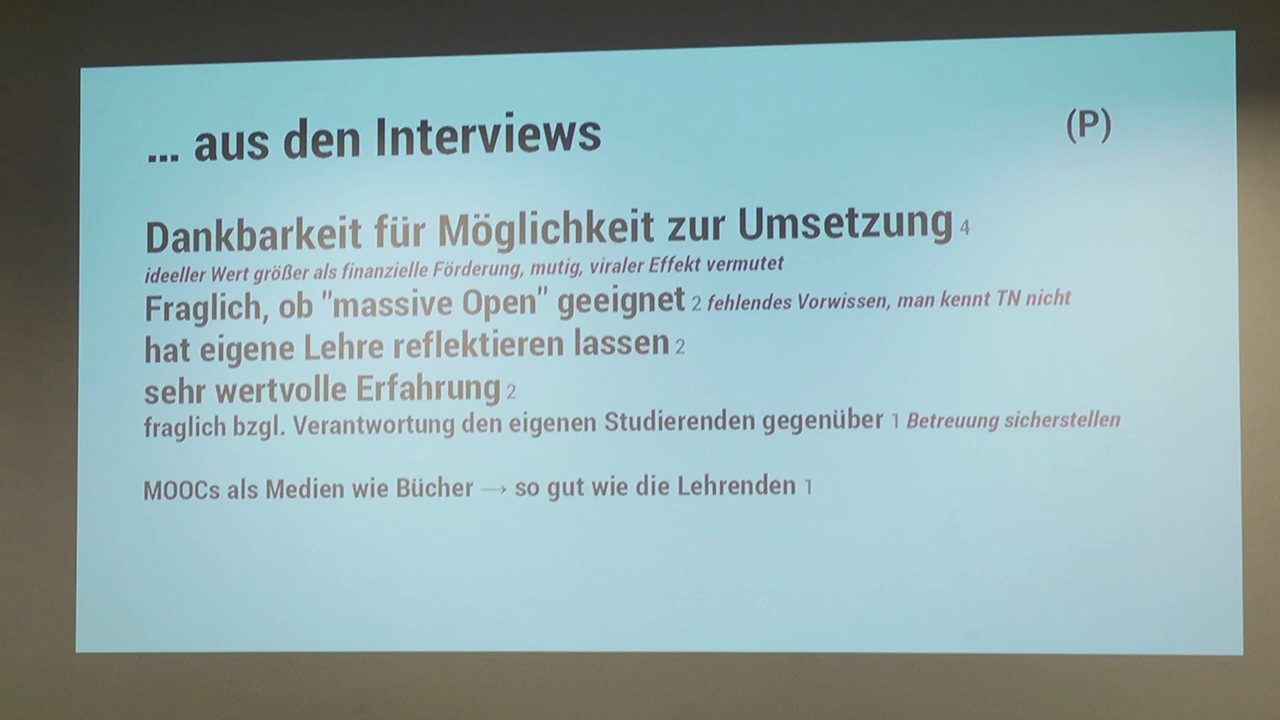 ... aus den Interviews
(P)
Dankbarkeit für Möglichkeit zur Umsetzung 4
ideeller Wert größer als finanzielle Förderung, mutig, viraler Effekt vermutet
Fraglich, ob "massive Open" geeignet 2 fehlendes Vorwissen, man kennt TN nicht
hat eigene Lehre reflektieren lassen 2
sehr wertvolle Erfahrung 2
fraglich bzgl. Verantwortung den eigenen Studierenden gegenüber 1 Betreuung sicherstellen
MOOCs als Medien wie Bücher → so gut wie die Lehrenden 1